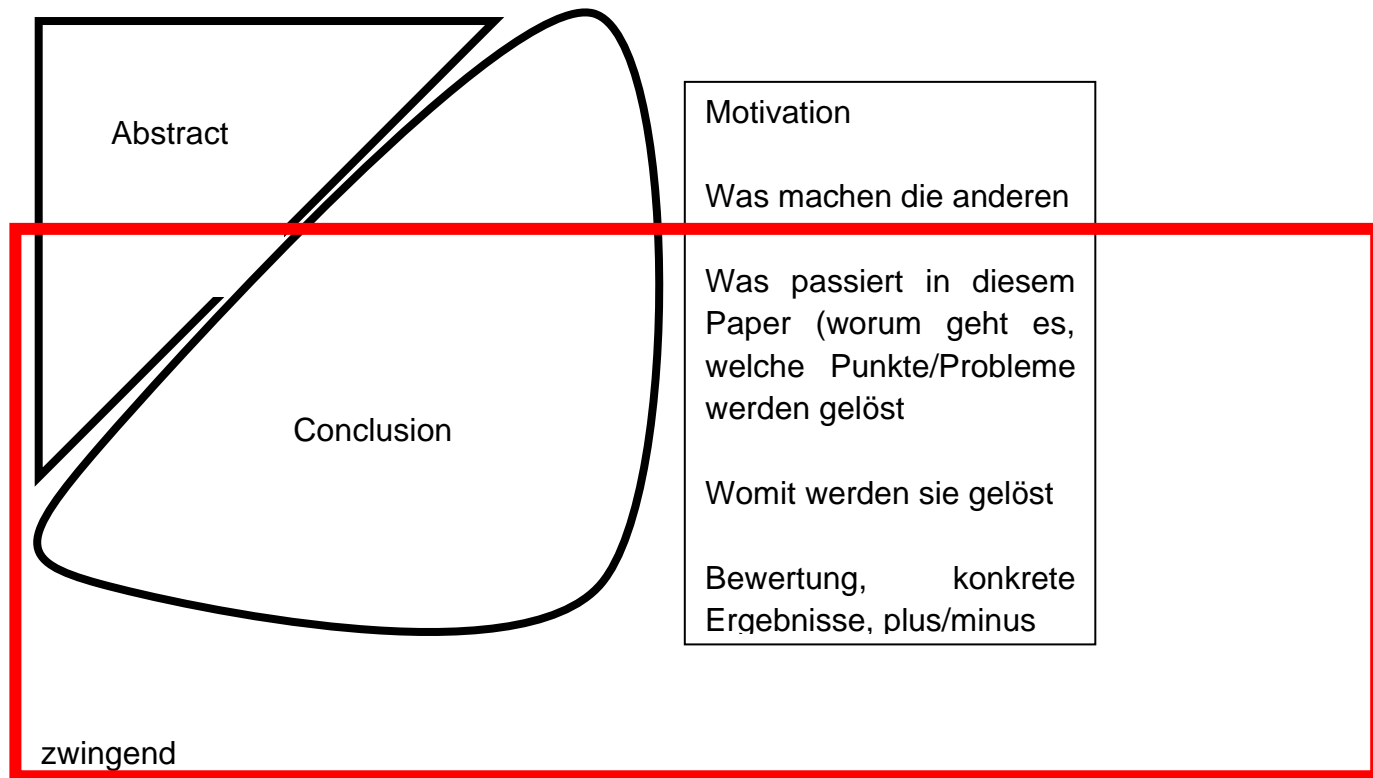 Abstract
Conclusion
Motivation
Was machen die anderen
Was passiert in diesem
Paper (worum geht es,
welche Punkte/Probleme
werden gelöst
Womit werden sie gelöst
Bewertung, konkrete
Ergebnisse, plus/minus
zwingend